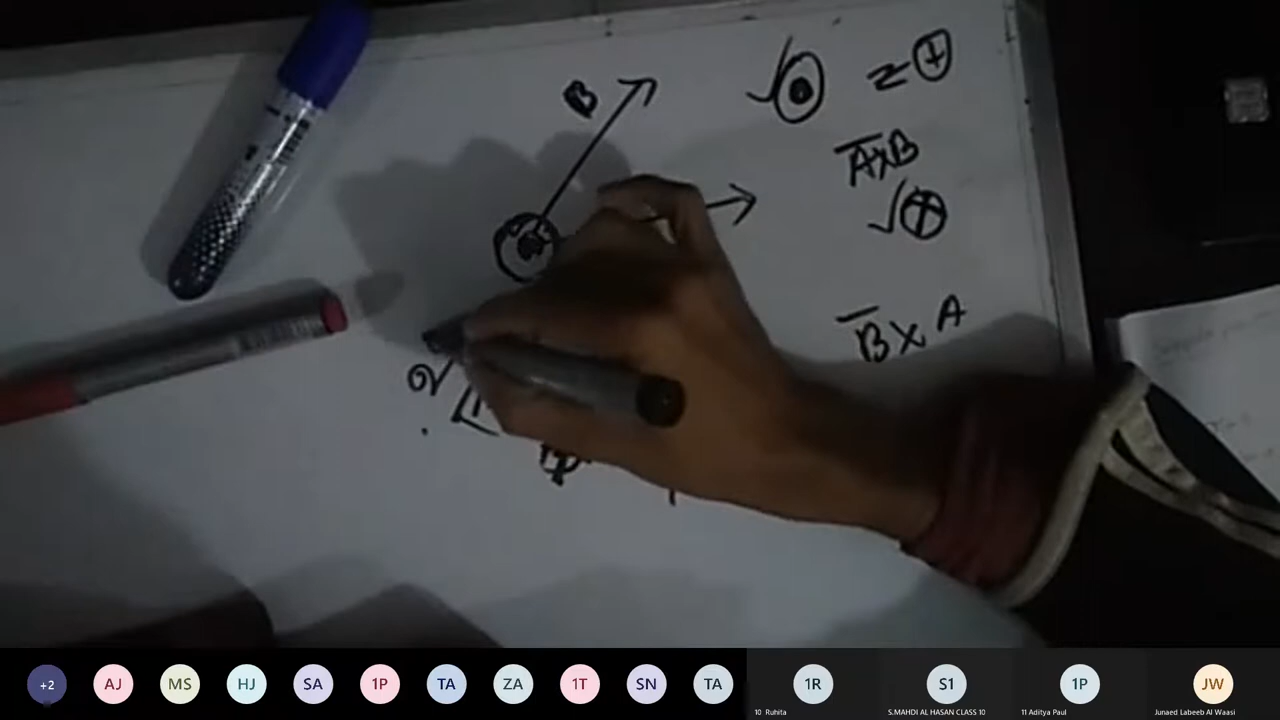 B
= +
A×B
B × A
+2
AJ
MS
HJ
SA
1P
TA
ZA
1T
SN
TA
1R
S1
1P
JW
10 Ruhita
S.MAHDI AL HASAN CLASS 10
11 Aditya Paul
Junaed Labeeb Al Waasi